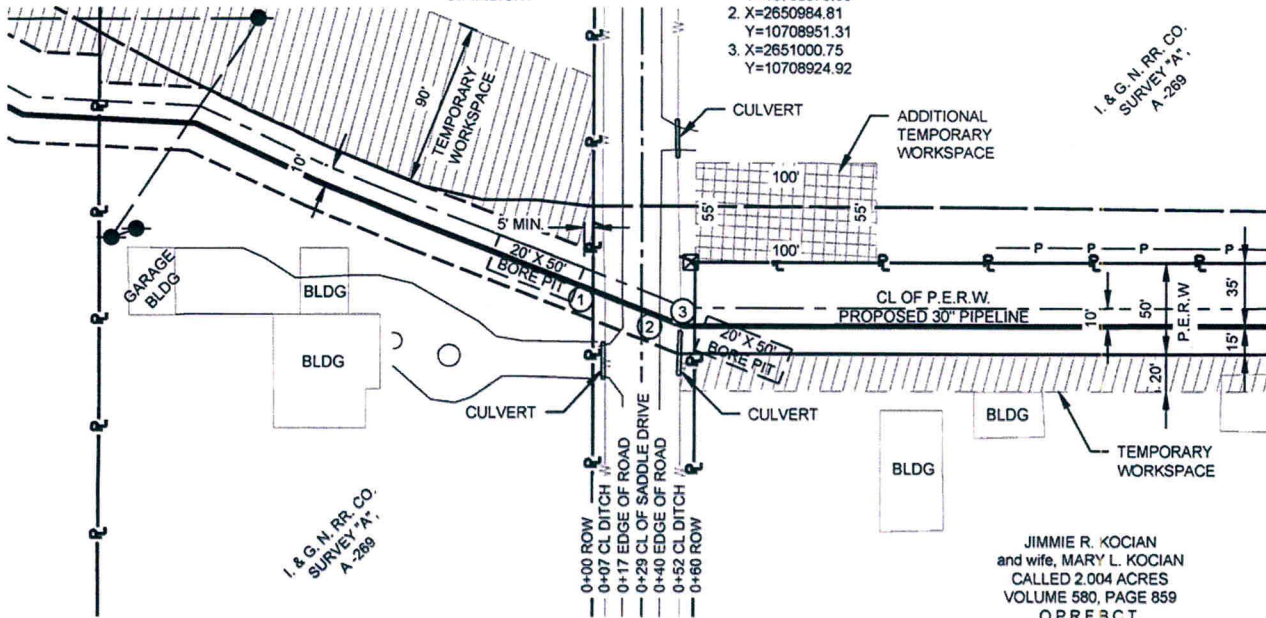 2. X=2650984.81
Y=10708951.31
3. X=2651000.75
Y=10708924.92
I. & G. N. RR. CO.
SURVEY "A",
A-269
CULVERT
ADDITIONAL
TEMPORARY
WORKSPACE
90'
TEMPORARY
WORKSPACE
10'
100'
55'
55'
100'
5' MIN.
20' X 50'
BORE PIT
1
2
3
P P P P
GARAGE
BLDG
BLDG
BLDG
CL OF P.E.R.W.
PROPOSED 30" PIPELINE
10'
50'
P.E.R.W
35'
15'
20'
20' X 50'
BORE PIT
CULVERT
CULVERT
BLDG
BLDG
TEMPORARY
WORKSPACE
I. & G. N. RR. CO.
SURVEY "A",
A-269
0+00 ROW
0+07 CL DITCH
0+17 EDGE OF ROAD
0+29 CL OF SADDLE DRIVE
0+40 EDGE OF ROAD
0+52 CL DITCH
0+60 ROW
JIMMIE R. KOCIAN
and wife, MARY L. KOCIAN
CALLED 2.004 ACRES
VOLUME 580, PAGE 859
O.P.R.F.B.C.T.